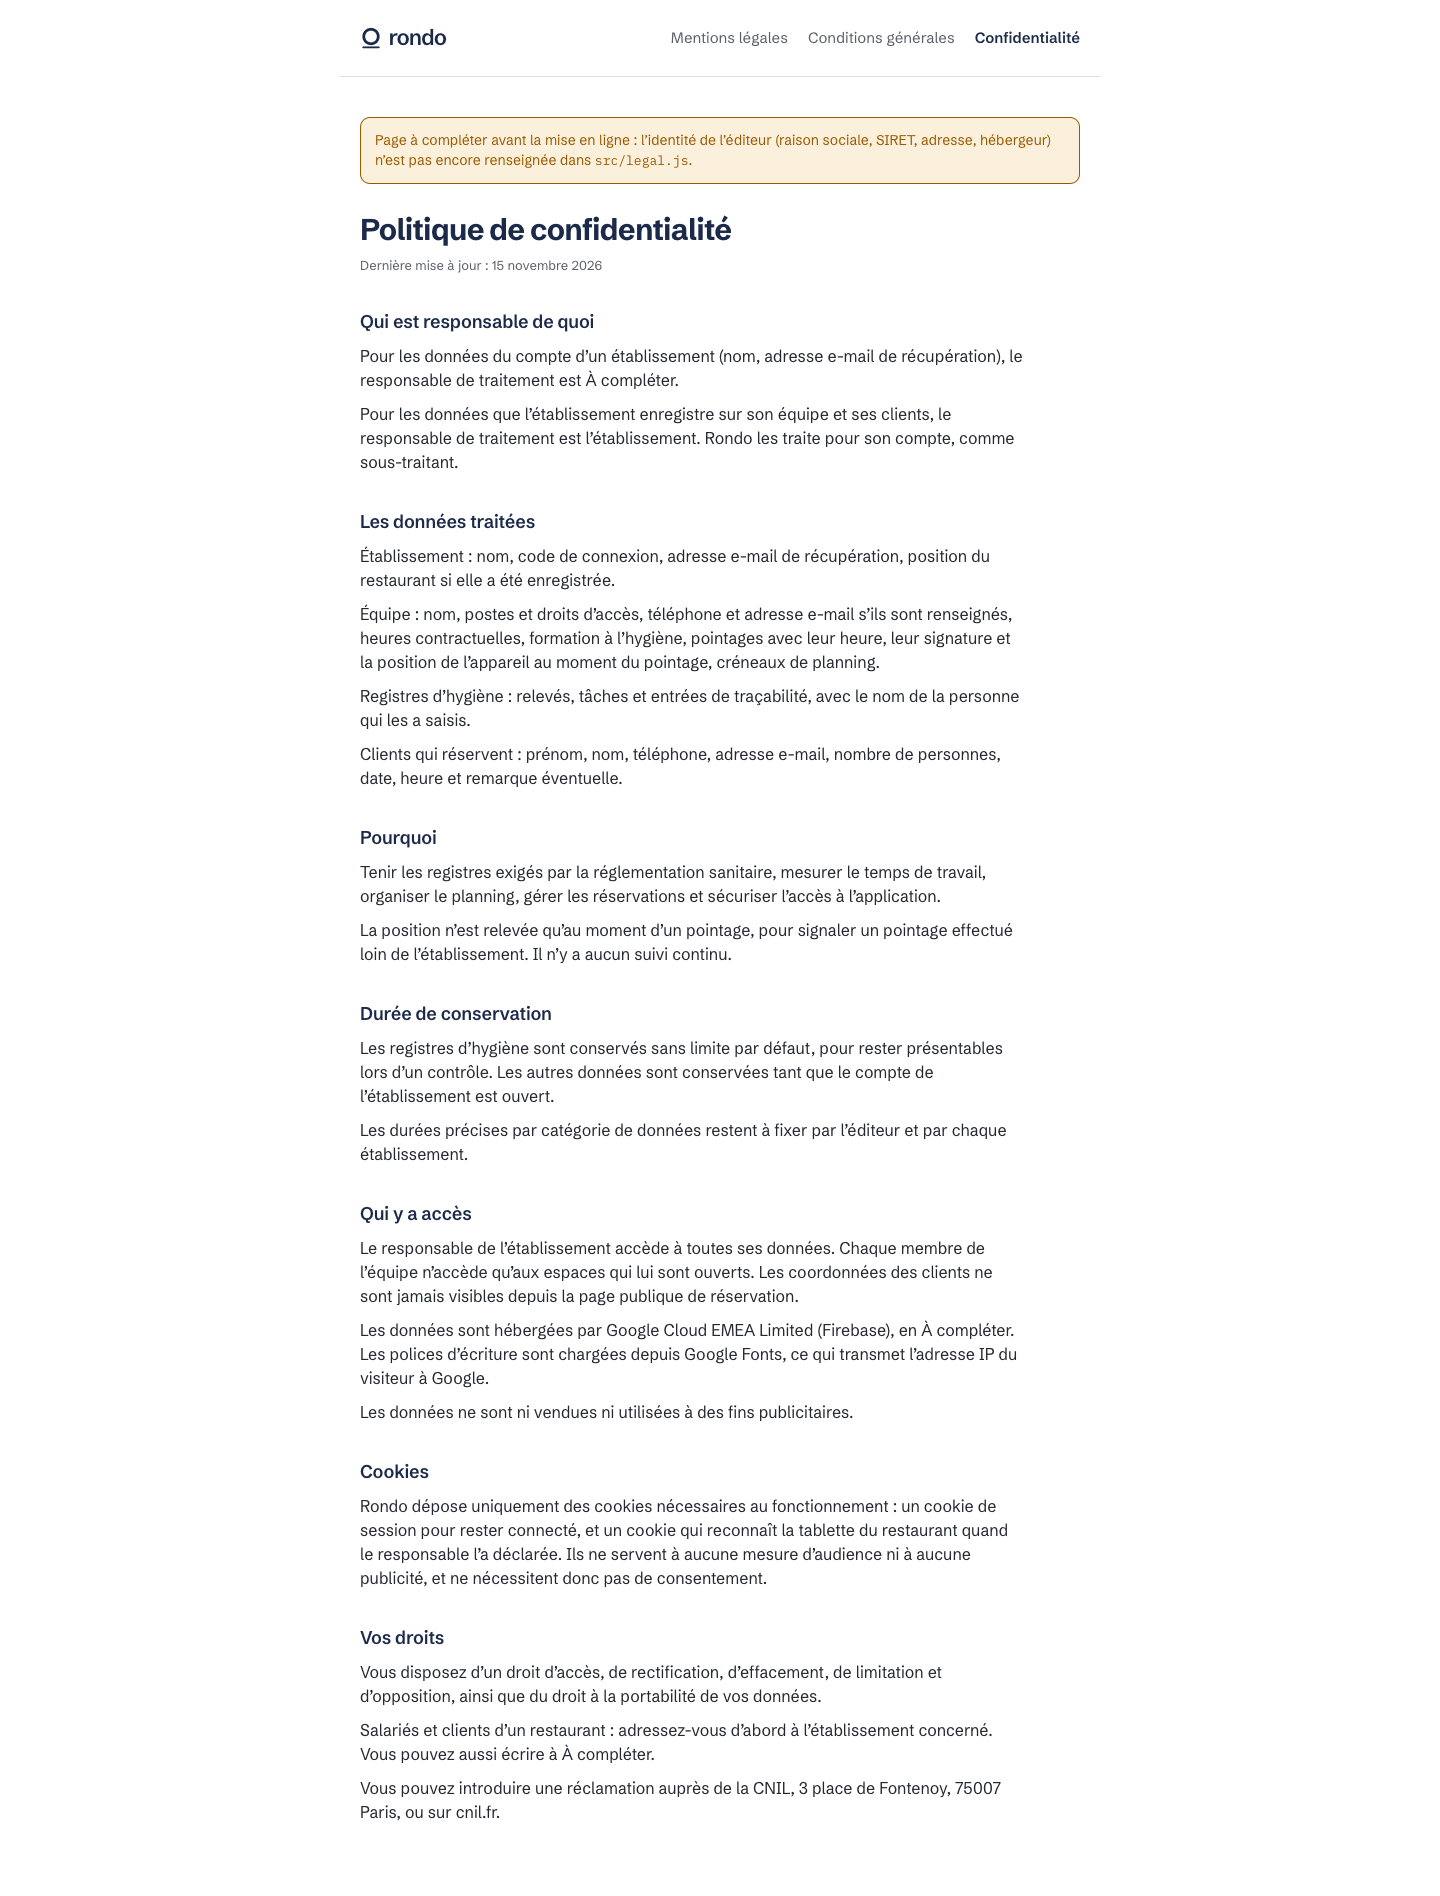 rondo
Mentions légales Conditions générales Confidentialité
Page à compléter avant la mise en ligne : l’identité de l’éditeur (raison sociale, SIRET, adresse, hébergeur)
n’est pas encore renseignée dans src/legal.js.
Politique de confidentialité
Dernière mise à jour : 15 novembre 2026
Qui est responsable de quoi
Pour les données du compte d’un établissement (nom, adresse e-mail de récupération), le
responsable de traitement est À compléter.
Pour les données que l’établissement enregistre sur son équipe et ses clients, le
responsable de traitement est l’établissement. Rondo les traite pour son compte, comme
sous-traitant.
Les données traitées
Établissement : nom, code de connexion, adresse e-mail de récupération, position du
restaurant si elle a été enregistrée.
Équipe : nom, postes et droits d’accès, téléphone et adresse e-mail s’ils sont renseignés,
heures contractuelles, formation à l’hygiène, pointages avec leur heure, leur signature et
la position de l’appareil au moment du pointage, créneaux de planning.
Registres d’hygiène : relevés, tâches et entrées de traçabilité, avec le nom de la personne
qui les a saisis.
Clients qui réservent : prénom, nom, téléphone, adresse e-mail, nombre de personnes,
date, heure et remarque éventuelle.
Pourquoi
Tenir les registres exigés par la réglementation sanitaire, mesurer le temps de travail,
organiser le planning, gérer les réservations et sécuriser l’accès à l’application.
La position n’est relevée qu’au moment d’un pointage, pour signaler un pointage effectué
loin de l’établissement. Il n’y a aucun suivi continu.
Durée de conservation
Les registres d’hygiène sont conservés sans limite par défaut, pour rester présentables
lors d’un contrôle. Les autres données sont conservées tant que le compte de
l’établissement est ouvert.
Les durées précises par catégorie de données restent à fixer par l’éditeur et par chaque
établissement.
Qui y a accès
Le responsable de l’établissement accède à toutes ses données. Chaque membre de
l’équipe n’accède qu’aux espaces qui lui sont ouverts. Les coordonnées des clients ne
sont jamais visibles depuis la page publique de réservation.
Les données sont hébergées par Google Cloud EMEA Limited (Firebase), en À compléter.
Les polices d’écriture sont chargées depuis Google Fonts, ce qui transmet l’adresse IP du
visiteur à Google.
Les données ne sont ni vendues ni utilisées à des fins publicitaires.
Cookies
Rondo dépose uniquement des cookies nécessaires au fonctionnement : un cookie de
session pour rester connecté, et un cookie qui reconnaît la tablette du restaurant quand
le responsable l’a déclarée. Ils ne servent à aucune mesure d’audience ni à aucune
publicité, et ne nécessitent donc pas de consentement.
Vos droits
Vous disposez d’un droit d’accès, de rectification, d’effacement, de limitation et
d’opposition, ainsi que du droit à la portabilité de vos données.
Salariés et clients d’un restaurant : adressez-vous d’abord à l’établissement concerné.
Vous pouvez aussi écrire à À compléter.
Vous pouvez introduire une réclamation auprès de la CNIL, 3 place de Fontenoy, 75007
Paris, ou sur cnil.fr.